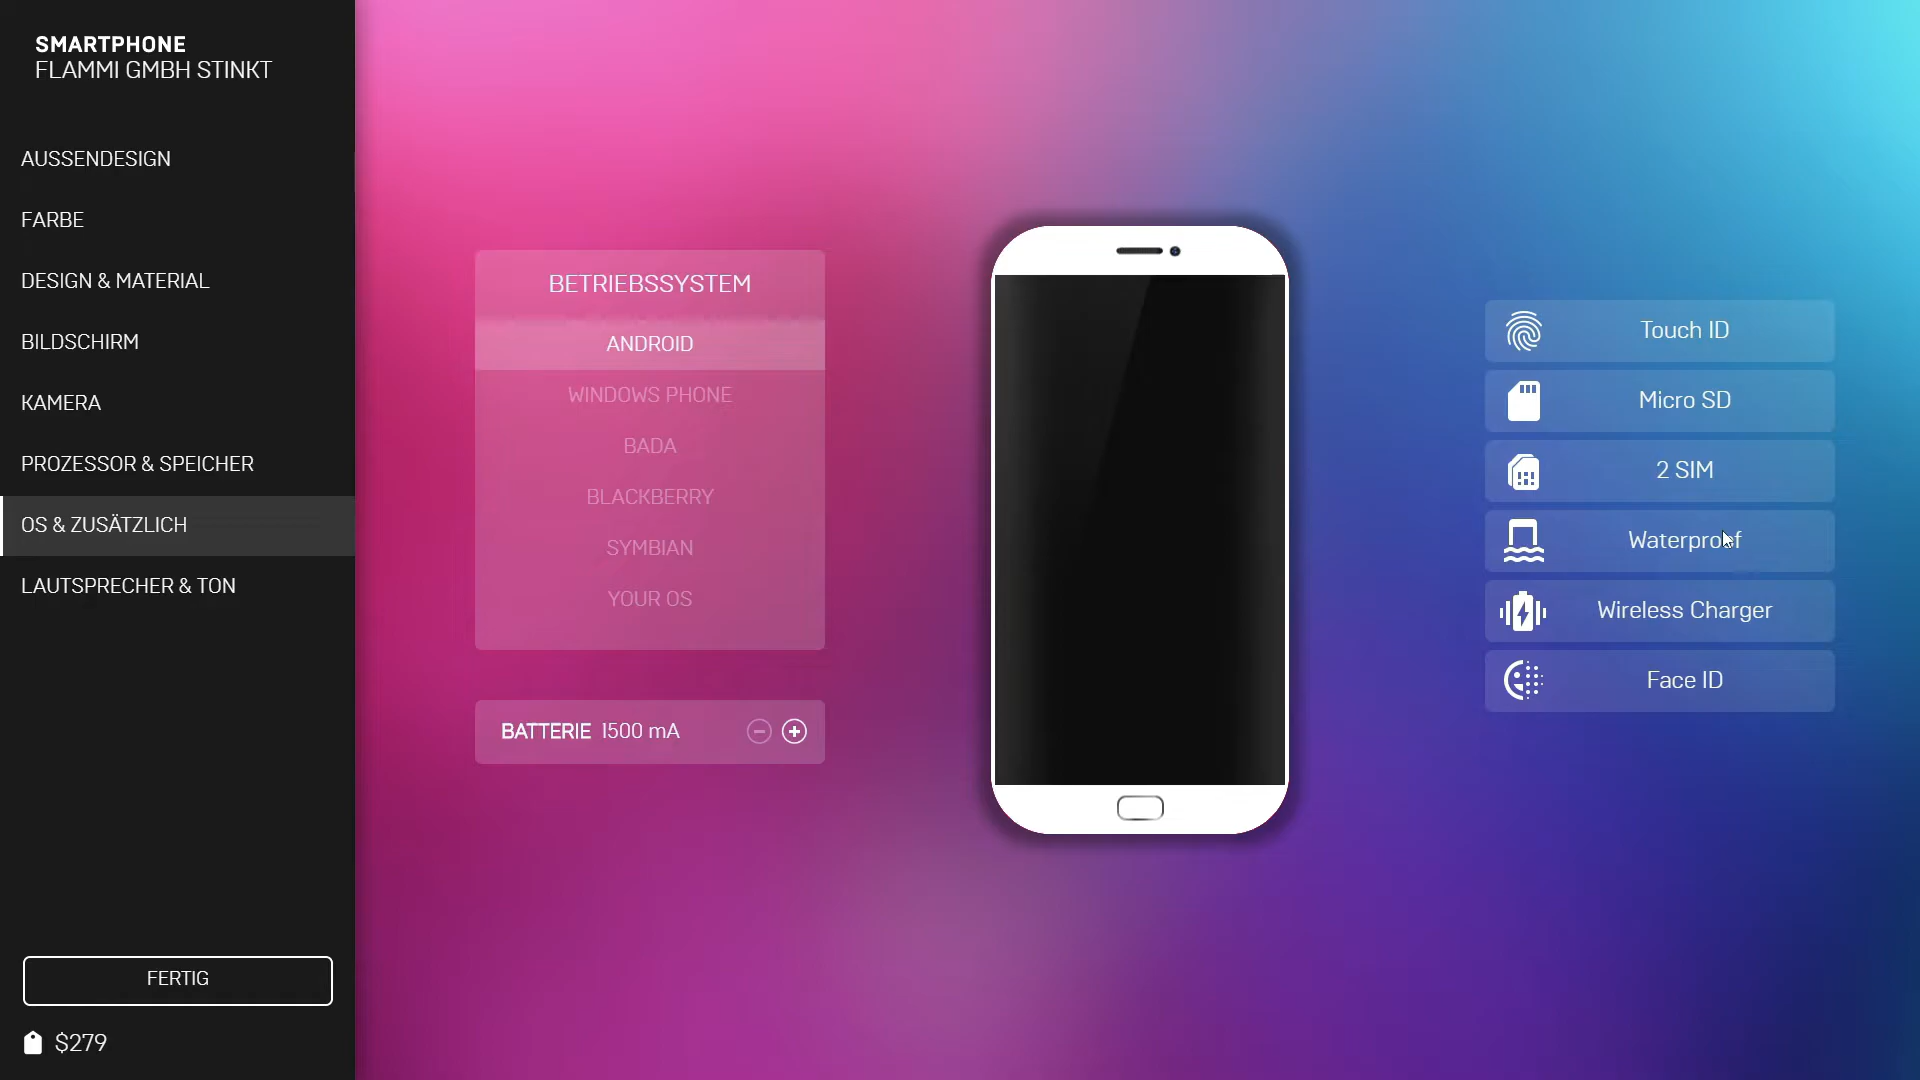 SMARTPHONE
FLAMMI GMBH STINKT
AUSSENDESIGN
FARBE
DESIGN & MATERIAL
BILDSCHIRM
KAMERA
PROZESSOR & SPEICHER
OS & ZUSÄTZLICH
LAUTSPRECHER & TON
FERTIG
$279
BETRIEBSSYSTEM
ANDROID
WINDOWS PHONE
BADA
BLACKBERRY
SYMBIAN
YOUR OS
BATTERIE 1500 mA
Touch ID
Micro SD
2 SIM
Waterproof
Wireless Charger
Face ID